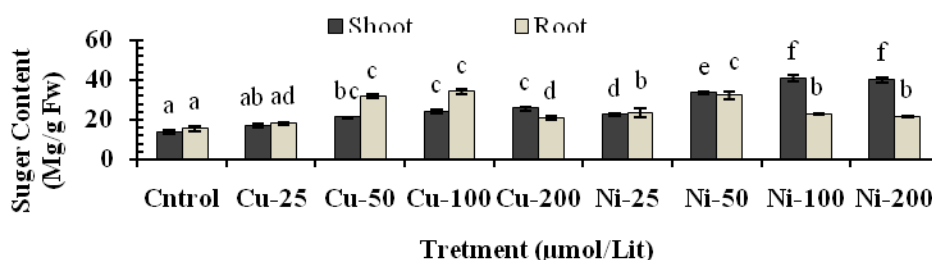 Shoot Root
Suger Content
(Mg/g Fw)
60
40
20
0
a a ab ad bc c c c c d d b e c f b f b
Cntrol Cu-25 Cu-50 Cu-100 Cu-200 Ni-25 Ni-50 Ni-100 Ni-200
Tretment (µmol/Lit)